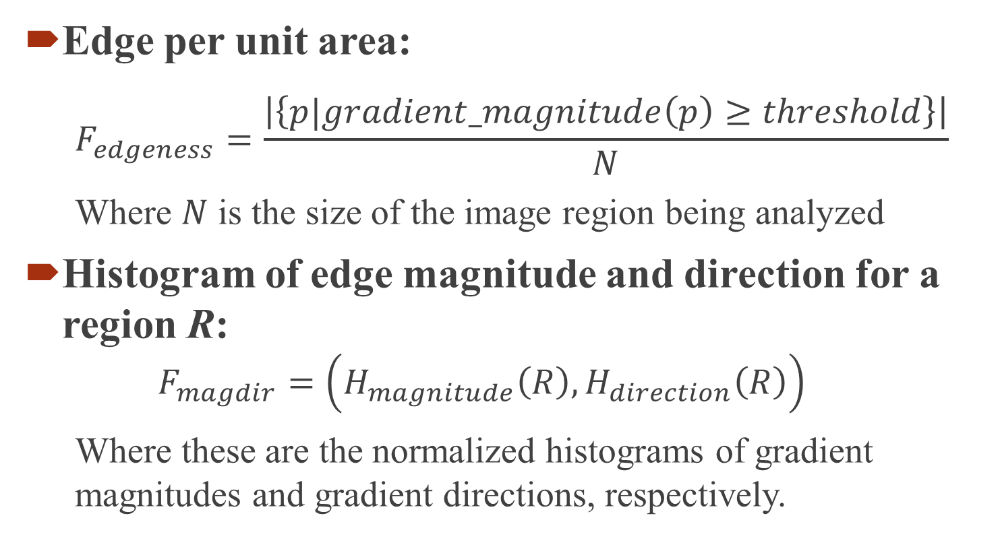 Edge per unit area:
F_edgeness = |{p|gradient_magnitude(p) ≥ threshold}| / N
Where N is the size of the image region being analyzed
Histogram of edge magnitude and direction for a
region R:
F_magdir = (H_magnitude(R), H_direction(R))
Where these are the normalized histograms of gradient
magnitudes and gradient directions, respectively.